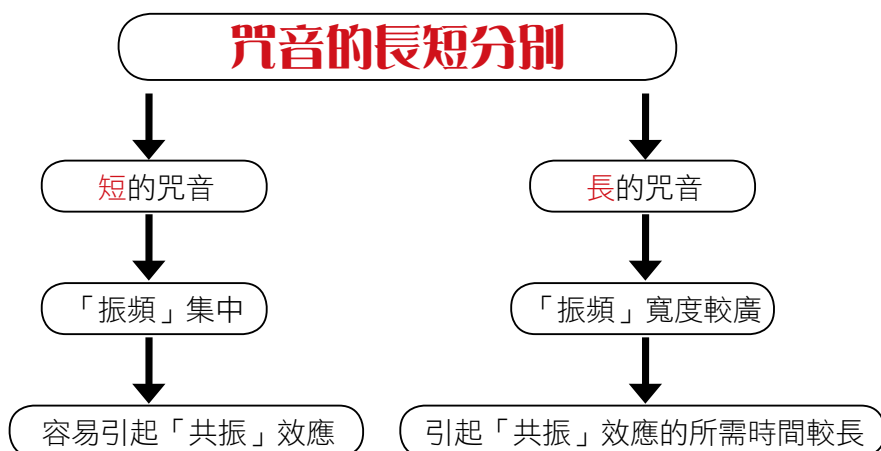 咒音的長短分別
短的咒音
長的咒音
「振頻」集中
「振頻」寬度較廣
容易引起「共振」效應
引起「共振」效應的所需時間較長